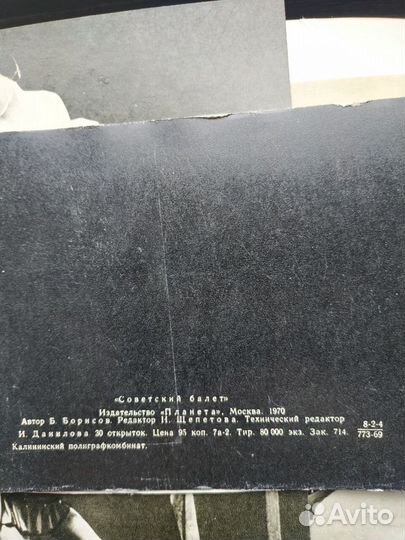 «Советский балет»
Издательство «Планета», Москва. 1970
Автор Б. Борисов. Редактор И. Щепетова. Технический редактор
И. Данилова 20 открыток. Цена 95 коп. 7а-2. Тир. 80 000 экз. Зак. 714.
Калининский полиграфкомбинат.
8-2-4
773-69
Avito